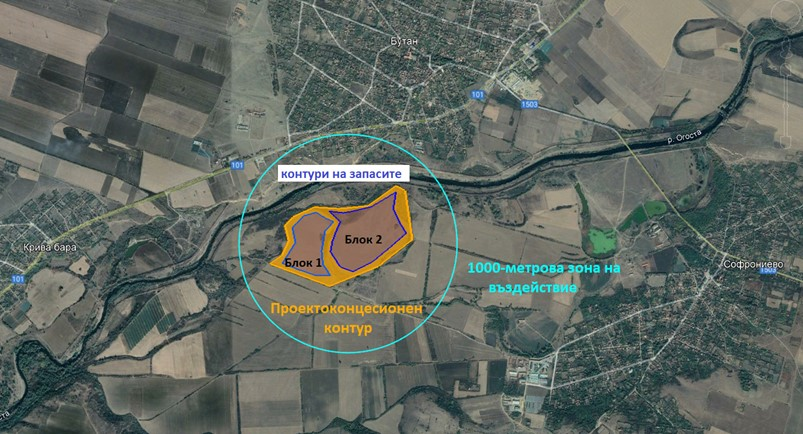 Бутан
101
1503
р. Огоста
101
контури на запасите
Блок 2
Крива бара
Блок 1
1000-метрова зона на
въздействие
Софрониево
101
Проектоконцесионен
контур